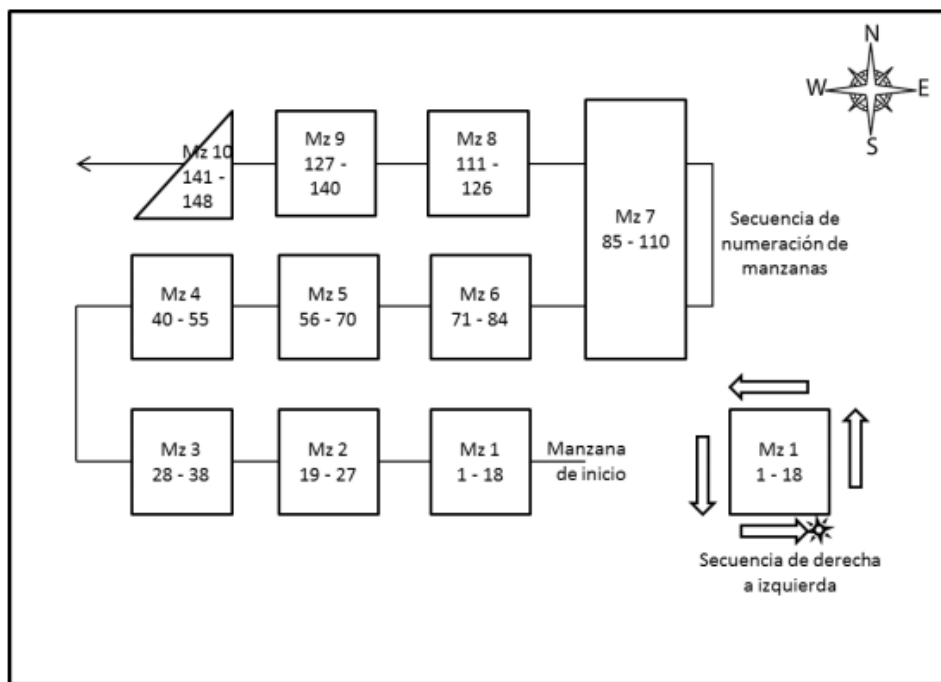 N
W E
S
Mz 10
141 -
148
Mz 9
127 -
140
Mz 8
111 -
126
Mz 7
85 - 110
Secuencia de
numeración de
manzanas
Mz 4
40 - 55
Mz 5
56 - 70
Mz 6
71 - 84
Mz 3
28 - 38
Mz 2
19 - 27
Mz 1
1 - 18
Manzana
de inicio
Mz 1
1 - 18
Secuencia de derecha
a izquierda